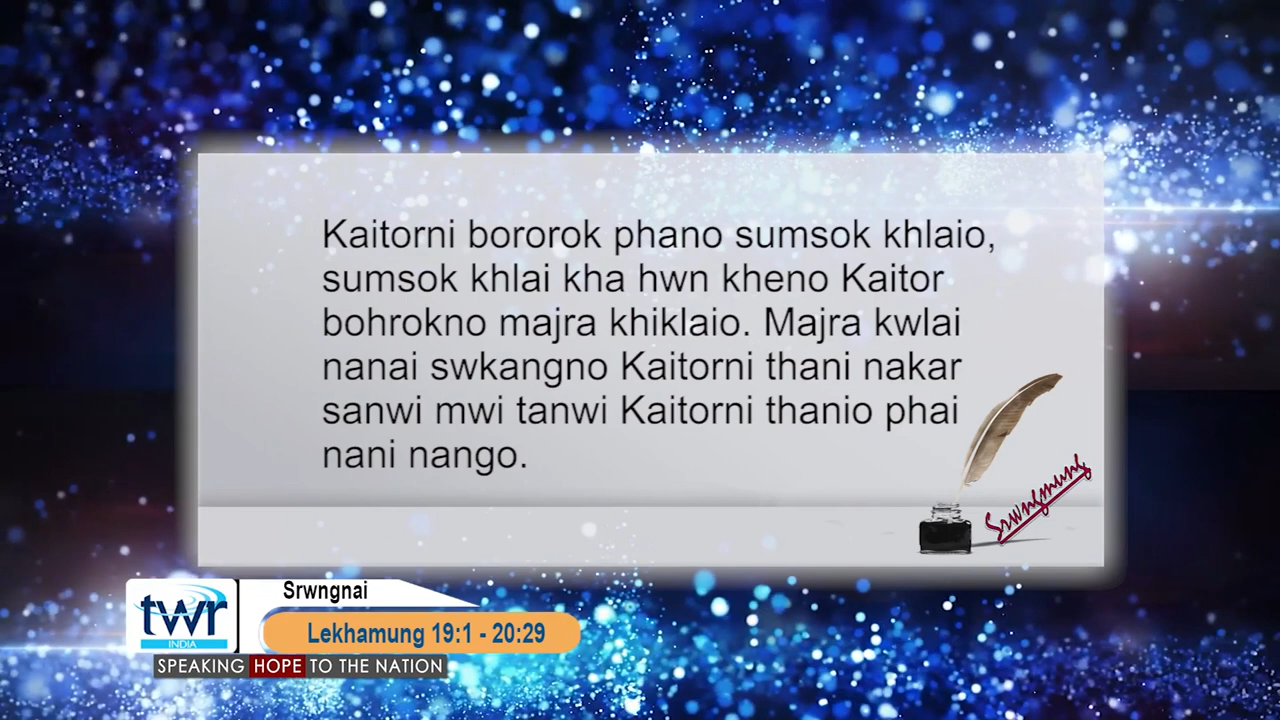 Kaitorni bororok phano sumsok khlaio,
sumsok khlai kha hwn kheno Kaitor
bohrokno majra khiklaio. Majra kwlai
nanai swkangno Kaitorni thani nakar
sanwi mwi tanwi Kaitorni thanio phai
nani nango.
Srwngmung
twr
INDIA
Srwngnai
Lekhamung 19:1 - 20:29
SPEAKING HOPE TO THE NATION